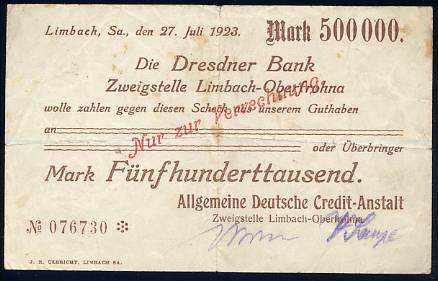 Limbach, Sa., den 27. Juli 1923.
Mark 500000.
Die Dresdner Bank
Zweigstelle Limbach-Oberfrohna
wolle zahlen gegen diesen Scheck aus unserem Guthaben
an
oder Überbringer
Nur zur Verrechnung
Mark Fünfhunderttausend.
Allgemeine Deutsche Credit-Anstalt
Zweigstelle Limbach-Oberfrohna
№ 076730
J. R. ULBRICHT, LIMBACH SA.